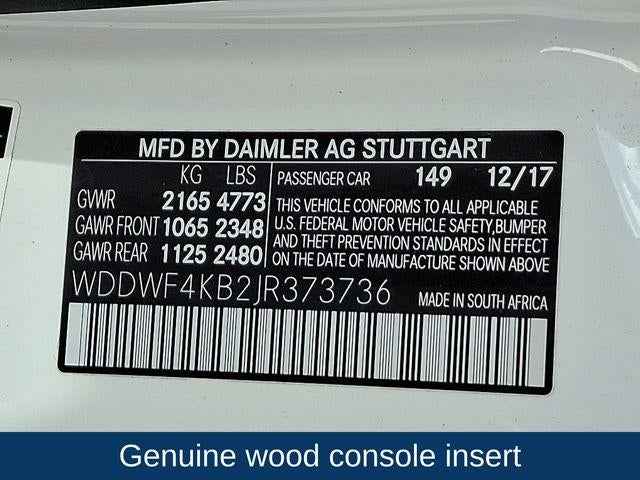 MFD BY DAIMLER AG STUTTGART
KG LBS
GVWR 2165 4773
GAWR FRONT 1065 2348
GAWR REAR 1125 2480
PASSENGER CAR 149 12/17
THIS VEHICLE CONFORMS TO ALL APPLICABLE
U.S. FEDERAL MOTOR VEHICLE SAFETY,BUMPER
AND THEFT PREVENTION STANDARDS IN EFFECT
ON THE DATE OF MANUFACTURE SHOWN ABOVE
WDDWF4KB2JR373736 MADE IN SOUTH AFRICA
Genuine wood console insert